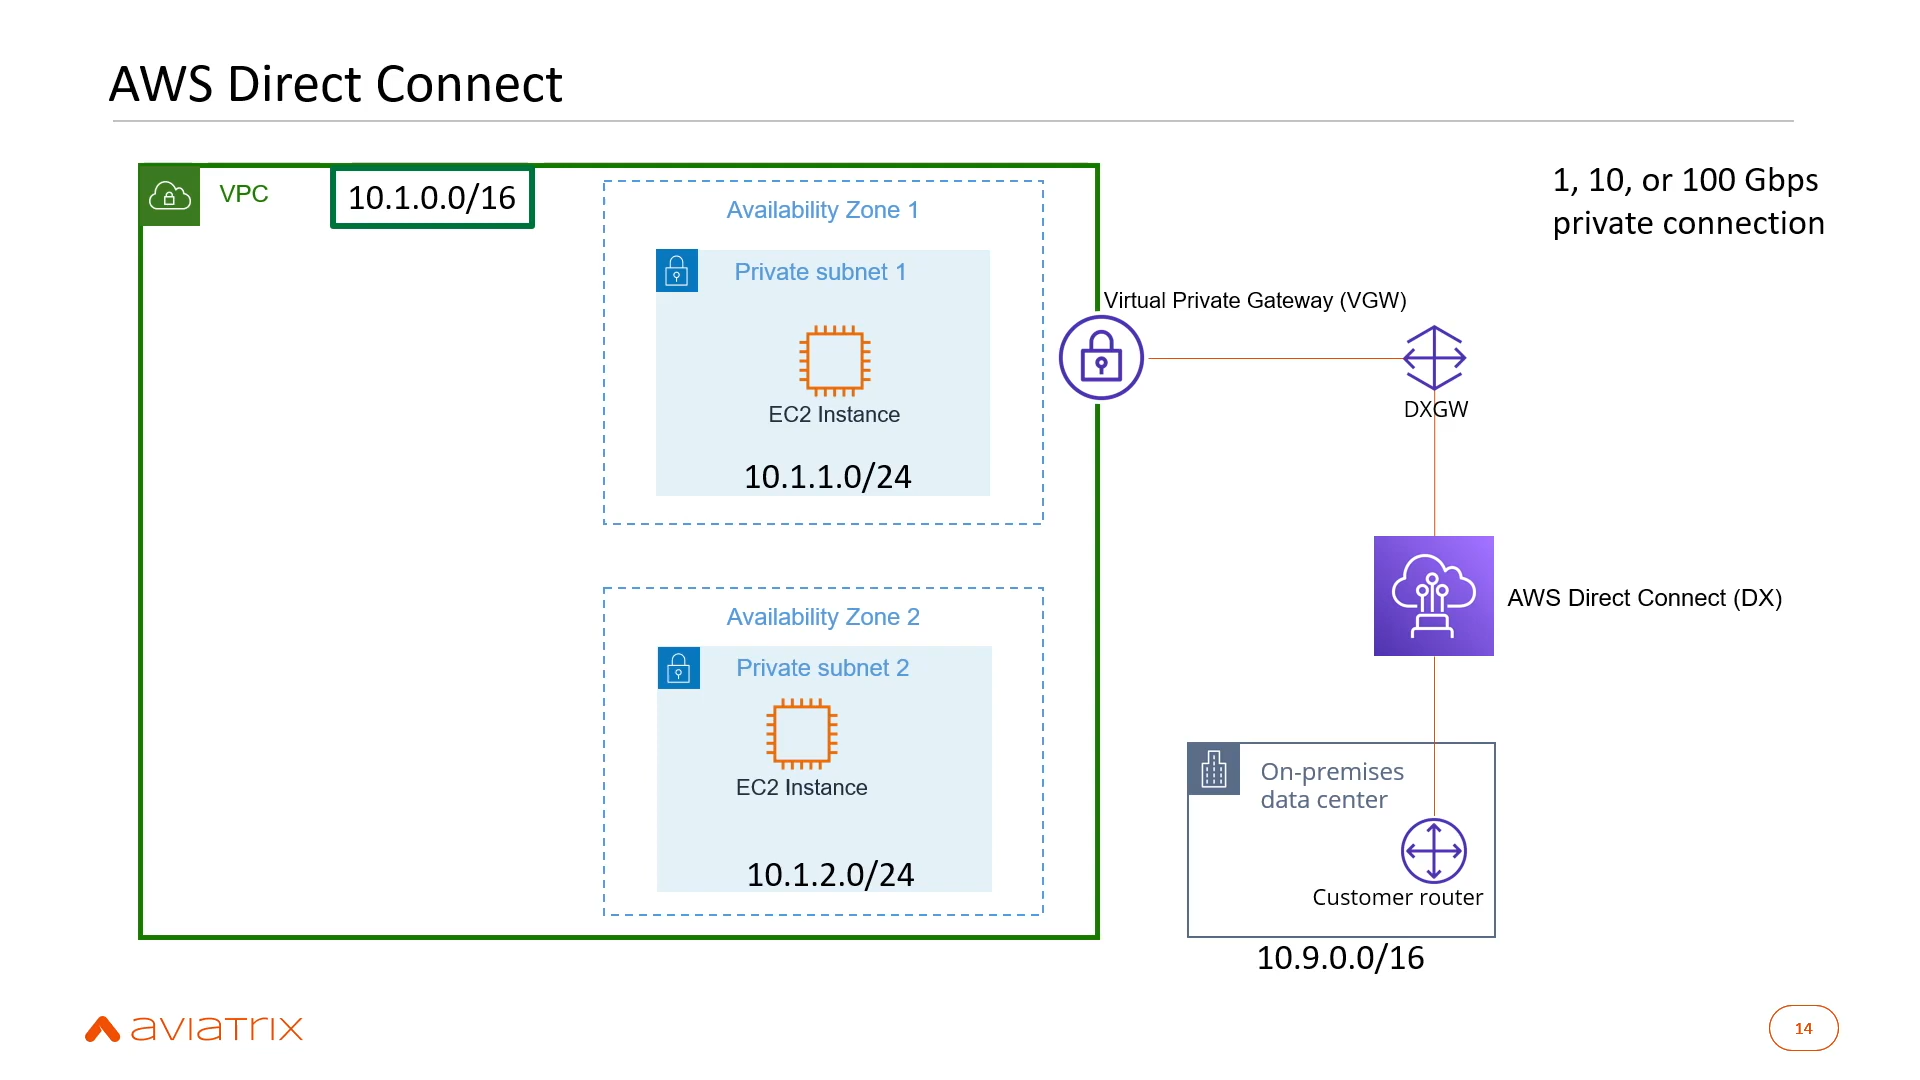 AWS Direct Connect
VPC
10.1.0.0/16
Availability Zone 1
Private subnet 1
EC2 Instance
10.1.1.0/24
Availability Zone 2
Private subnet 2
EC2 Instance
10.1.2.0/24
1, 10, or 100 Gbps
private connection
Virtual Private Gateway (VGW)
DXGW
AWS Direct Connect (DX)
On-premises
data center
Customer router
10.9.0.0/16
aviatrix
14